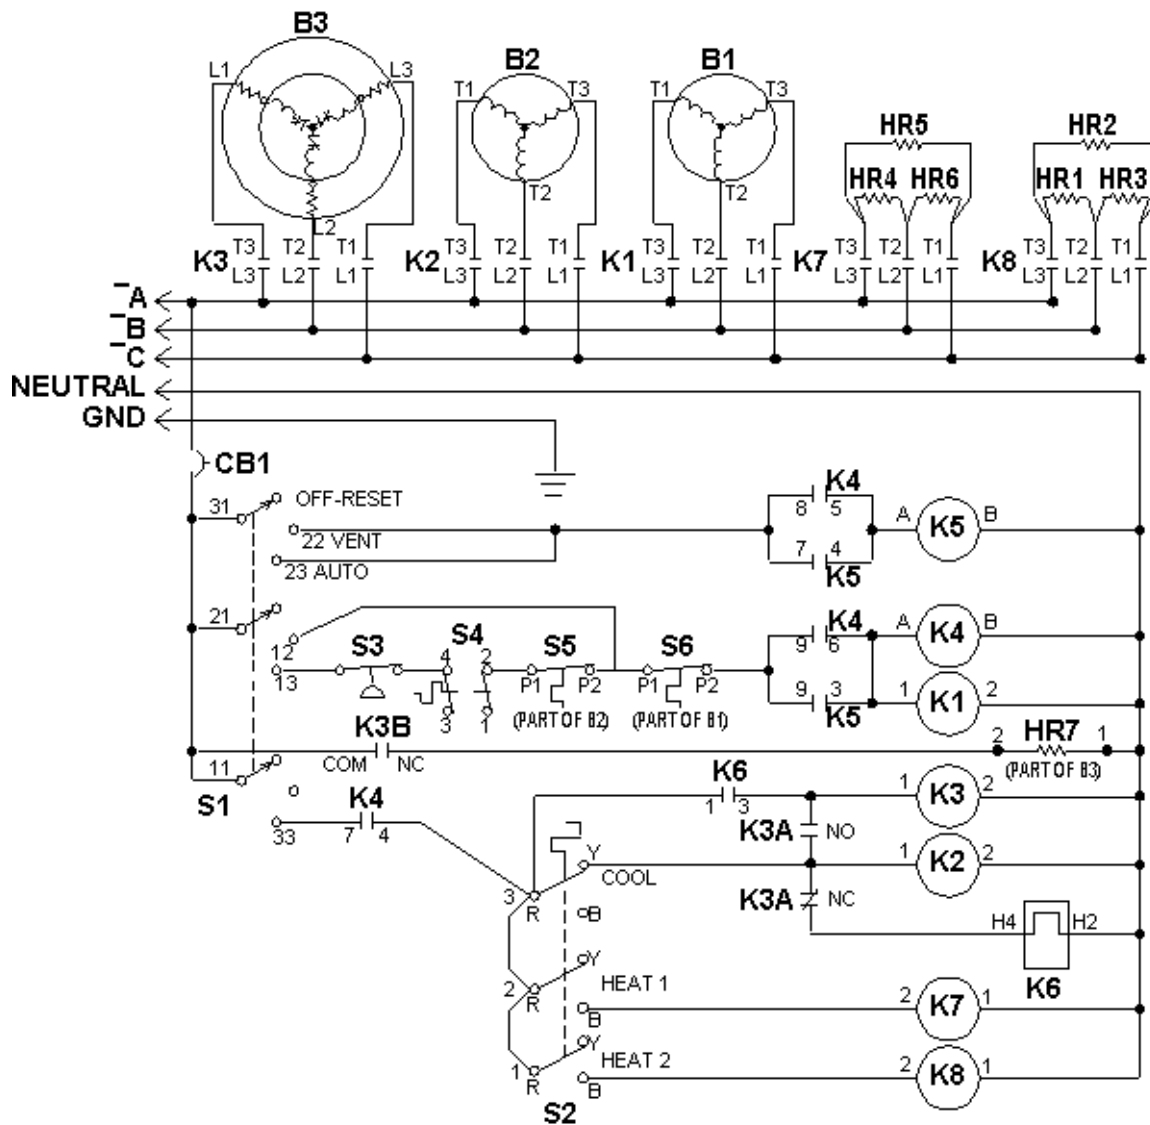 B3
B2
B1
L1
L3
T1
T3
T1
T3
HR5
HR2
HR4
HR6
HR1
HR3
T2
T2
L2
K3
T3
T2
T1
L3
L2
L1
K2
T3
T2
T1
L3
L2
L1
K1
T3
T2
T1
L3
L2
L1
K7
T3
T2
T1
L3
L2
L1
K8
T3
T2
T1
L3
L2
L1
A
B
C
NEUTRAL
GND
CB1
31
OFF-RESET
22 VENT
23 AUTO
K4
8
5
7
4
K5
A
K5
B
21
12
13
S3
S4
4
2
3
1
S5
P1
P2
(PART OF B2)
S6
P1
P2
(PART OF B1)
K4
9
6
9
3
K5
A
K4
B
1
K1
2
K3B
COM
NC
2
HR7
1
(PART OF B3)
11
S1
33
K4
7
4
K6
1
3
K3A
NO
1
K3
2
3
R
Y
COOL
B
1
K2
2
K3A
NC
H4
H2
K6
2
R
Y
HEAT 1
B
2
K7
1
1
R
Y
HEAT 2
B
2
K8
1
S2